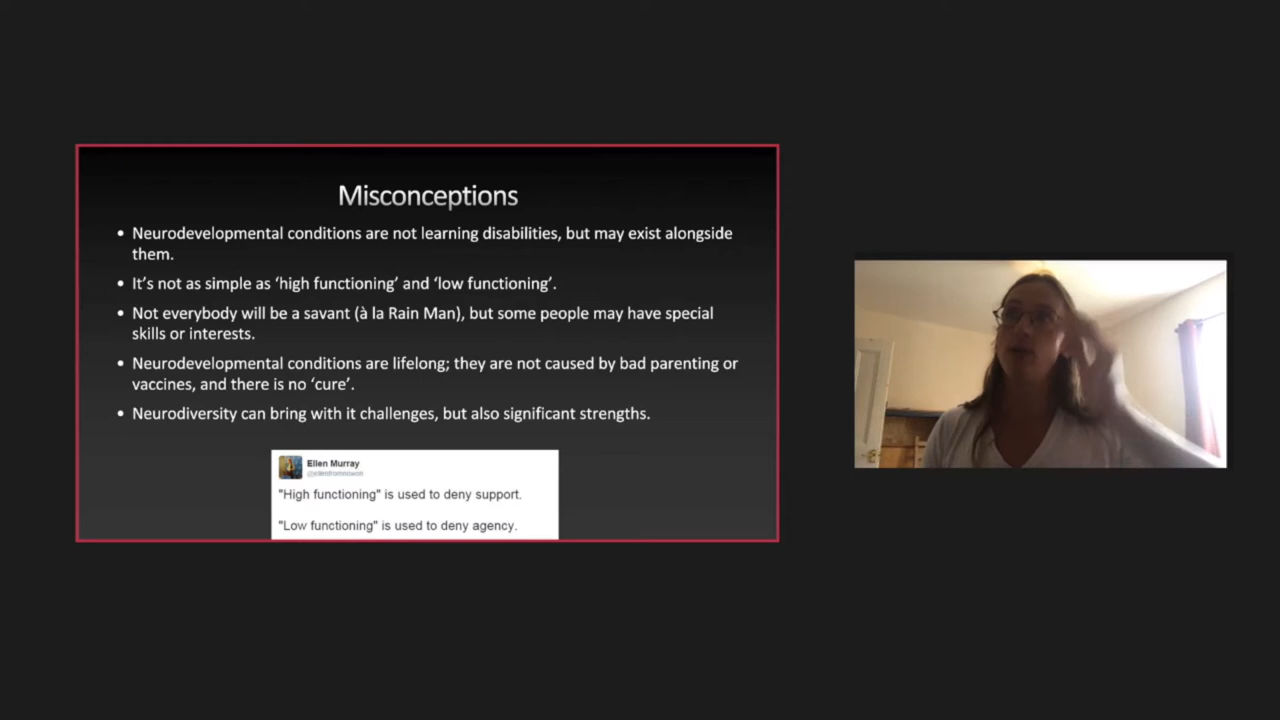 Misconceptions
• Neurodevelopmental conditions are not learning disabilities, but may exist alongside
them.
• It’s not as simple as ‘high functioning’ and ‘low functioning’.
• Not everybody will be a savant (à la Rain Man), but some people may have special
skills or interests.
• Neurodevelopmental conditions are lifelong; they are not caused by bad parenting or
vaccines, and there is no ‘cure’.
• Neurodiversity can bring with it challenges, but also significant strengths.
Ellen Murray
"High functioning" is used to deny support.
"Low functioning" is used to deny agency.